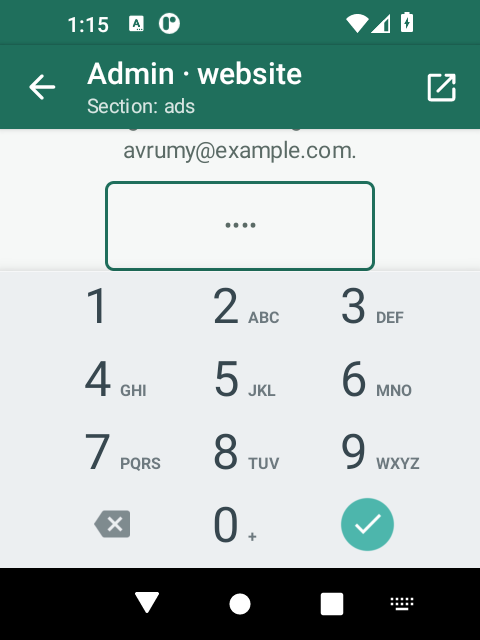 1:15
Admin · website
Section: ads
avrumy@example.com.
••••
1
2 ABC
3 DEF
4 GHI
5 JKL
6 MNO
7 PQRS
8 TUV
9 WXYZ
0 +